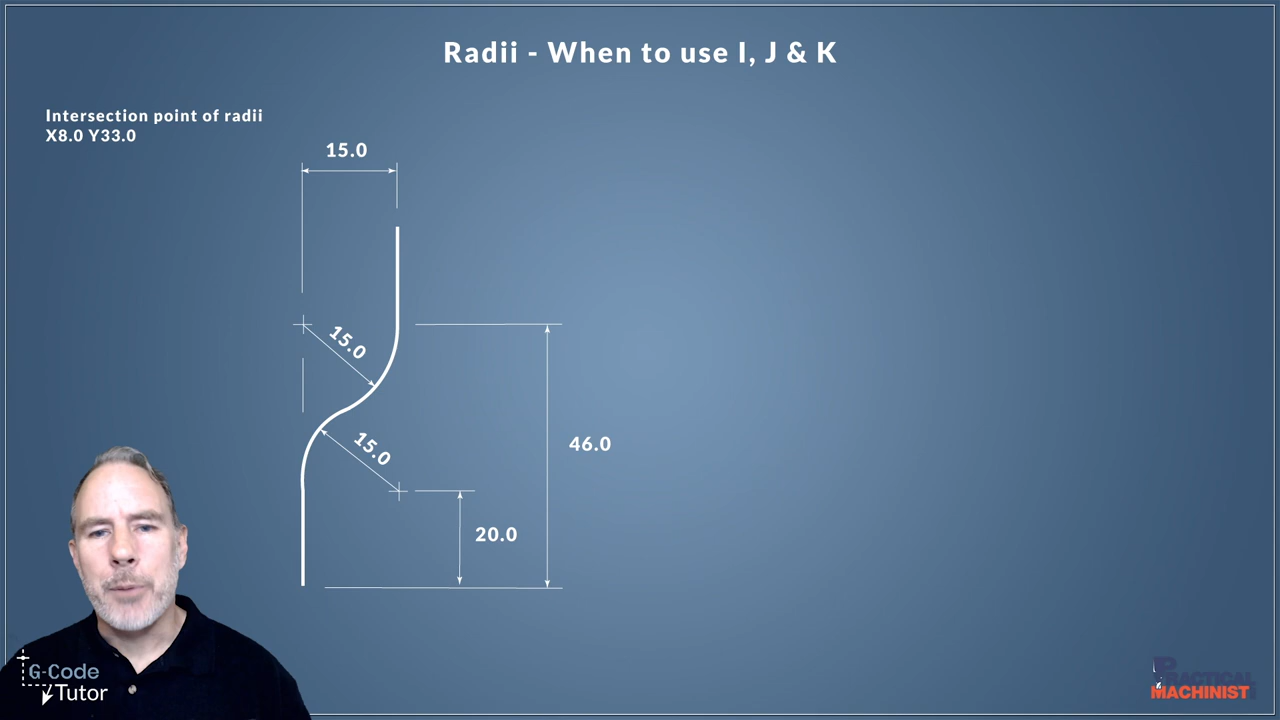 Radii - When to use I, J & K
Intersection point of radii
X8.0 Y33.0
15.0
15.0
15.0
46.0
20.0
G-Code
Tutor
PRACTICAL
MACHINIST